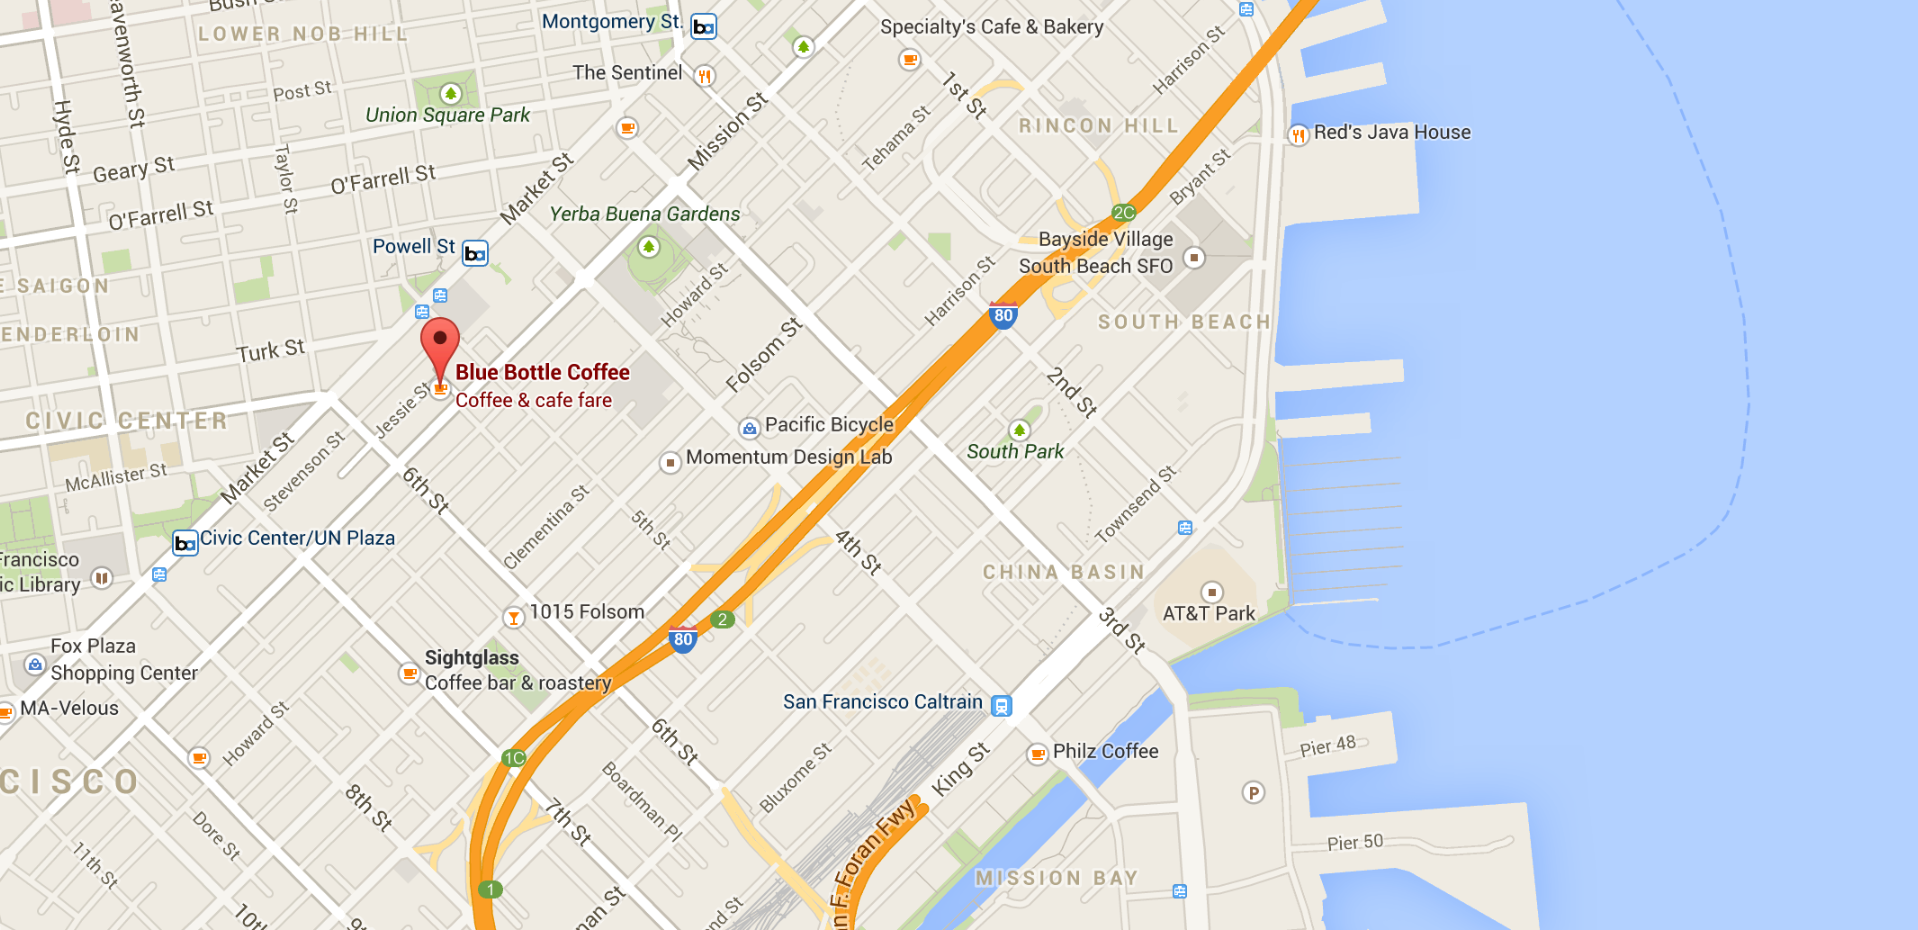 Bush St
Montgomery St.
Specialty's Cafe & Bakery
LOWER NOB HILL
Harrison St
The Sentinel
Post St
1st St
Union Square Park
Hyde St
Mission St
RINCON HILL
Red's Java House
Tehama St
Geary St
Taylor St
O'Farrell St
Market St
Bryant St
O'Farrell St
Yerba Buena Gardens
2C
Powell St
Bayside Village
South Beach SFO
Howard St
Harrison St
E SAIGON
80
ENDERLOIN
SOUTH BEACH
Turk St
Folsom St
Blue Bottle Coffee
Coffee & cafe fare
Jessie St
2nd St
CIVIC CENTER
Pacific Bicycle
South Park
Momentum Design Lab
Market St
Stevenson St
McAllister St
6th St
Townsend St
Clementina St
5th St
Civic Center/UN Plaza
4th St
Francisco
ic Library
CHINA BASIN
1015 Folsom
AT&T Park
2
80
3rd St
Fox Plaza
Shopping Center
Sightglass
Coffee bar & roastery
San Francisco Caltrain
MA-Velous
Howard St
6th St
Philz Coffee
Pier 48
1C
King St
CISCO
Bluxome St
Boardman Pl
P
8th St
7th St
Dore St
Pier 50
n F. Foran Fwy
11th St
MISSION BAY
1
nan St
nd St
10th
9th
eavenworth St